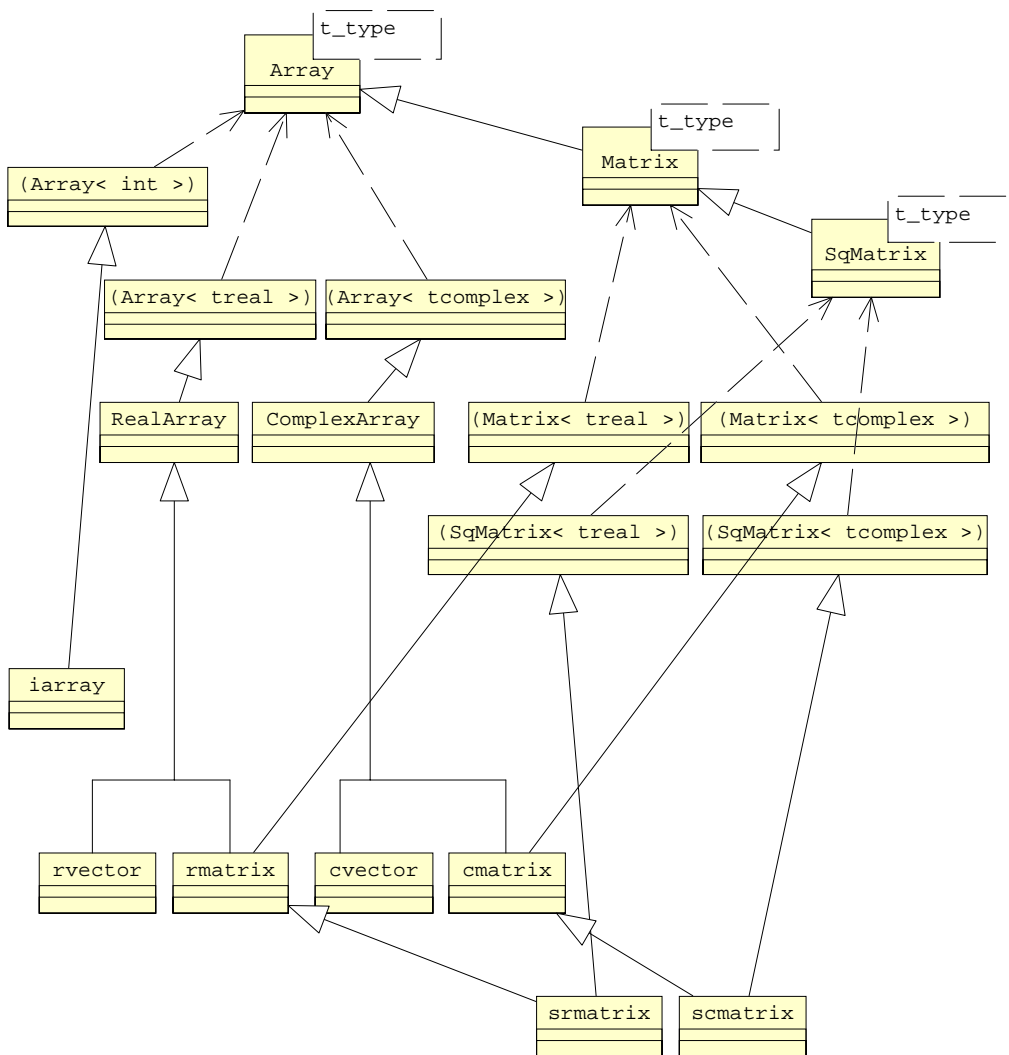 t_type
Array
t_type
Matrix
(Array< int >)
t_type
SqMatrix
(Array< treal >)
(Array< tcomplex >)
RealArray
ComplexArray
(Matrix< treal >)
(Matrix< tcomplex >)
(SqMatrix< treal >)
(SqMatrix< tcomplex >)
iarray
rvector
rmatrix
cvector
cmatrix
srmatrix
scmatrix